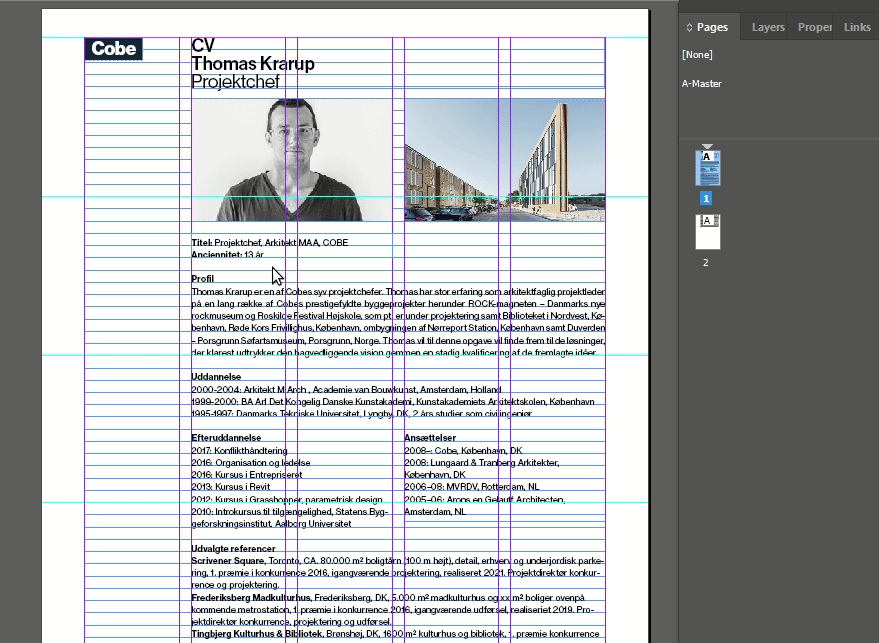 Pages
Layers
Proper
Links
[None]
A-Master
A
1
A
2
Cobe
CV
Thomas Krarup
Projektchef
Titel: Projektchef, Arkitekt MAA, COBE
Anciennitet: 13 år
Profil
Thomas Krarup er en af Cobes syv projektchefer. Thomas har stor erfaring som arkitektfaglig projektleder
på en lang række af Cobes prestigefyldte byggeprojekter herunder ROCK-magneten – Danmarks nye
rockmuseum og Roskilde Festival Højskole, som pt. er under projektering samt Biblioteket i Nordvest, Kø-
benhavn, Røde Kors Frivillighus, København, ombygningen af Nørreport Station, København samt Duverden
– Porsgrunn Søfartsmuseum, Porsgrunn, Norge. Thomas vil til denne opgave vil finde frem til de løsninger,
der klarest udtrykker den bagvedliggende vision gemmen en stadig kvalificering af de fremlagte idéer.
Uddannelse
2000-2004: Arkitekt M Arch., Academie van Bouwkunst, Amsterdam, Holland
1999-2000: BA Ark Det Kongelig Danske Kunstakademi, Kunstakademiets Arkitektskolen, København
1995-1997: Danmarks Tekniske Universitet, Lyngby, DK, 2 års studier som civilingeniør
Efteruddannelse
2017: Konflikthåndtering
2016: Organisation og ledelse
2016: Kursus i Entrepriseret
2013: Kursus i Revit
2012: Kursus i Grasshopper, parametrisk design
2010: Introkursus til tilgængelighed, Statens Byg-
geforskningsinstitut, Aalborg Universitet
Ansættelser
2008–: Cobe, København, DK
2008: Lungaard & Tranberg Arkitekter,
København, DK
2006–08: MVRDV, Rotterdam, NL
2005–06: Arons en Gelauff Architecten,
Amsterdam, NL
Udvalgte referencer
Scrivener Square, Toronto, CA. 80.000 m² boligtårn (100 m højt), detail, erhverv og underjordisk parke-
ring, 1. præmie i konkurrence 2016, igangværende projektering, realiseret 2021. Projektdirektør konkur-
rence og projektering.
Frederiksberg Madkulturhus, Frederiksberg, DK, 5.000 m² madkulturhus og xx m² boliger ovenpå
kommende metrostation, 1. præmie i konkurrence 2016, igangværende udførsel, realiseriet 2019. Pro-
jektdirektør konkurrence, projektering og udførsel.
Tingbjerg Kulturhus & Bibliotek, Brønshøj, DK, 1600 m² kulturhus og bibliotek, 1. præmie konkurrence